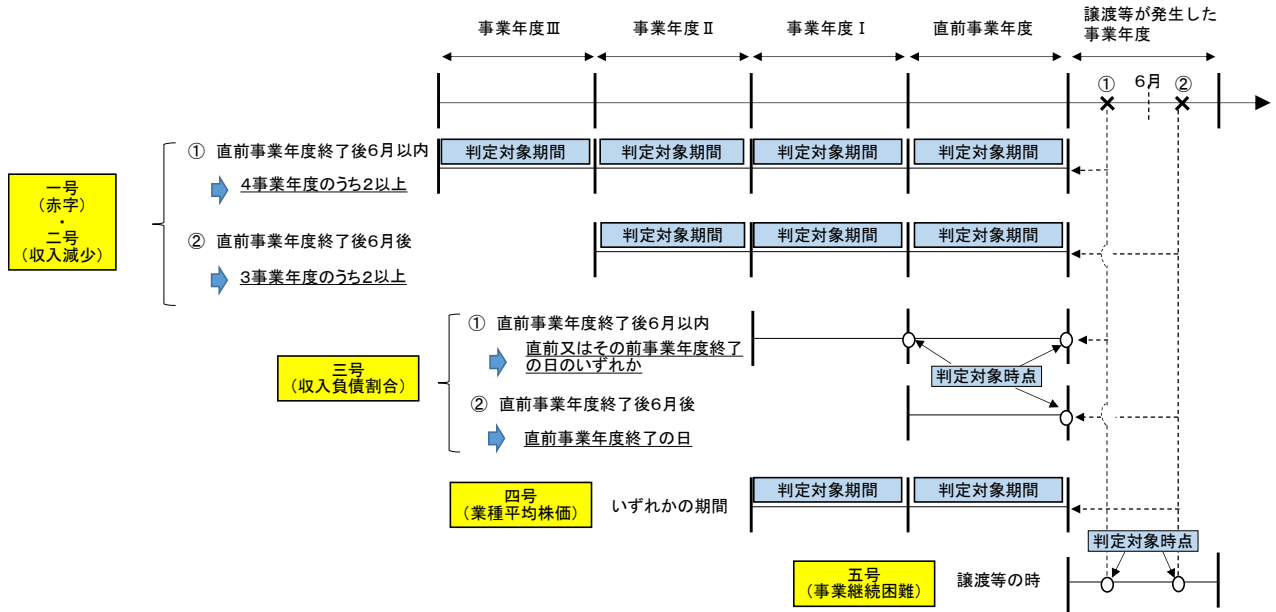 事業年度Ⅲ
事業年度Ⅱ
事業年度Ⅰ
直前事業年度
譲渡等が発生した
事業年度
①
6月
②
一号
（赤字）
・
二号
（収入減少）
① 直前事業年度終了後6月以内
4事業年度のうち2以上
判定対象期間
判定対象期間
判定対象期間
判定対象期間
② 直前事業年度終了後6月後
3事業年度のうち2以上
判定対象期間
判定対象期間
判定対象期間
三号
（収入負債割合）
① 直前事業年度終了後6月以内
直前又はその前事業年度終了
の日のいずれか
判定対象時点
② 直前事業年度終了後6月後
直前事業年度終了の日
四号
（業種平均株価）
いずれかの期間
判定対象期間
判定対象期間
判定対象時点
五号
（事業継続困難）
譲渡等の時